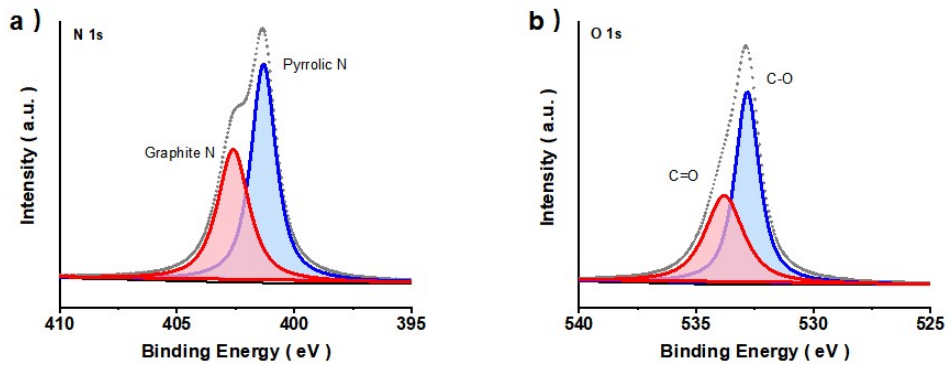 a )
N 1s
Pyrrolic N
Graphite N
Intensity ( a.u. )
410 405 400 395
Binding Energy ( eV )
b )
O 1s
C-O
C=O
Intensity ( a.u. )
540 535 530 525
Binding Energy ( eV )